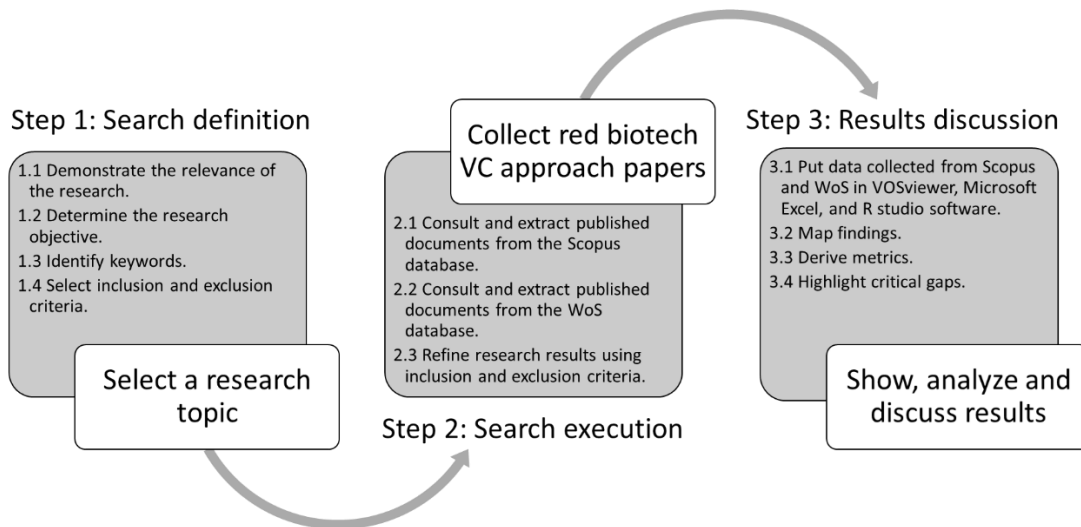 Step 1: Search definition
1.1 Demonstrate the relevance of
the research.
1.2 Determine the research
objective.
1.3 Identify keywords.
1.4 Select inclusion and exclusion
criteria.
Select a research
topic
Collect red biotech
VC approach papers
2.1 Consult and extract published
documents from the Scopus
database.
2.2 Consult and extract published
documents from the WoS
database.
2.3 Refine research results using
inclusion and exclusion criteria.
Step 2: Search execution
Step 3: Results discussion
3.1 Put data collected from Scopus
and WoS in VOSviewer, Microsoft
Excel, and R studio software.
3.2 Map findings.
3.3 Derive metrics.
3.4 Highlight critical gaps.
Show, analyze and
discuss results